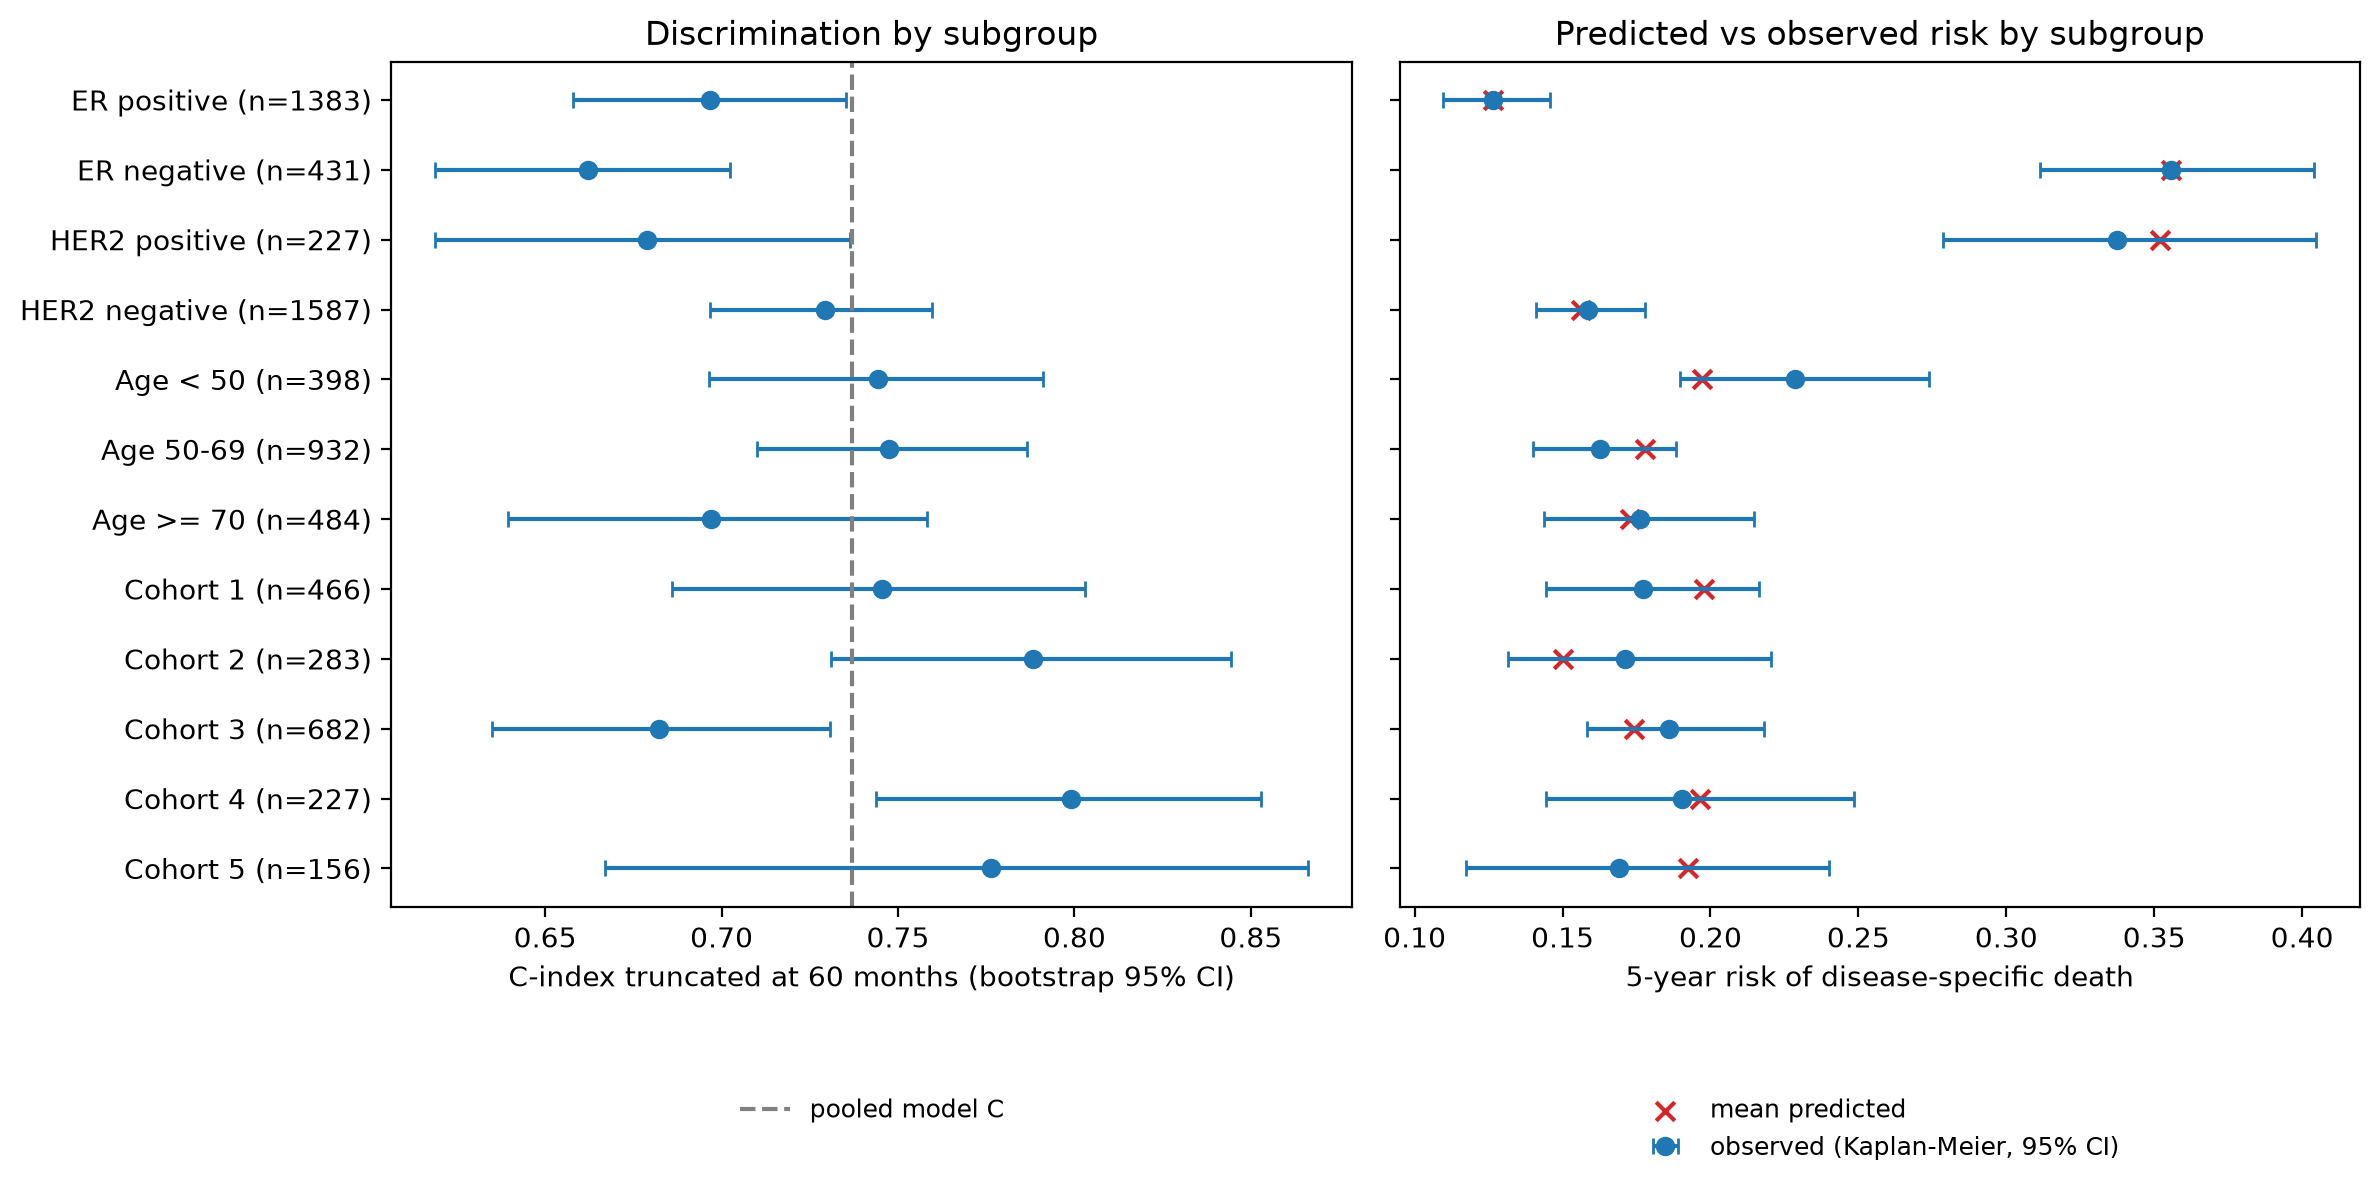 Discrimination by subgroup
Predicted vs observed risk by subgroup
ER positive (n=1383)
ER negative (n=431)
HER2 positive (n=227)
HER2 negative (n=1587)
Age < 50 (n=398)
Age 50-69 (n=932)
Age >= 70 (n=484)
Cohort 1 (n=466)
Cohort 2 (n=283)
Cohort 3 (n=682)
Cohort 4 (n=227)
Cohort 5 (n=156)
0.65 0.70 0.75 0.80 0.85
C-index truncated at 60 months (bootstrap 95% CI)
0.10 0.15 0.20 0.25 0.30 0.35 0.40
5-year risk of disease-specific death
pooled model C
mean predicted
observed (Kaplan-Meier, 95% CI)